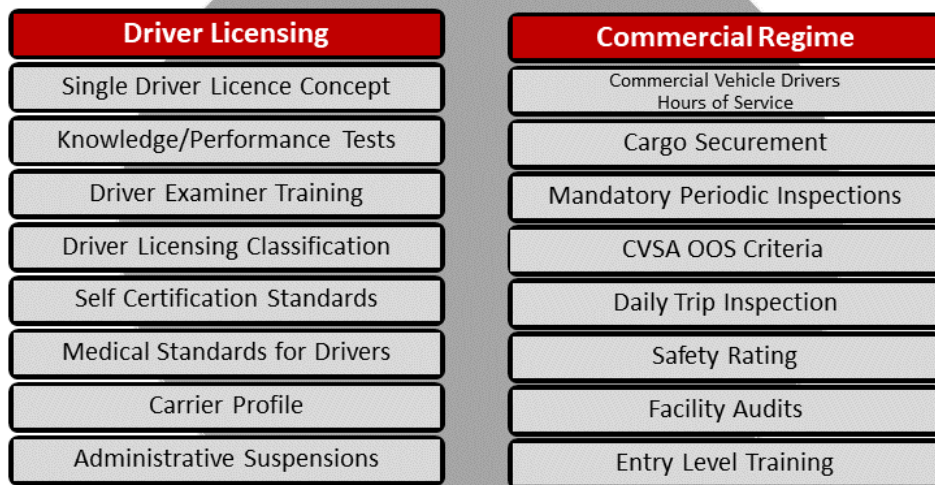 Driver Licensing
Single Driver Licence Concept
Knowledge/Performance Tests
Driver Examiner Training
Driver Licensing Classification
Self Certification Standards
Medical Standards for Drivers
Carrier Profile
Administrative Suspensions
Commercial Regime
Commercial Vehicle Drivers
Hours of Service
Cargo Securement
Mandatory Periodic Inspections
CVSA OOS Criteria
Daily Trip Inspection
Safety Rating
Facility Audits
Entry Level Training